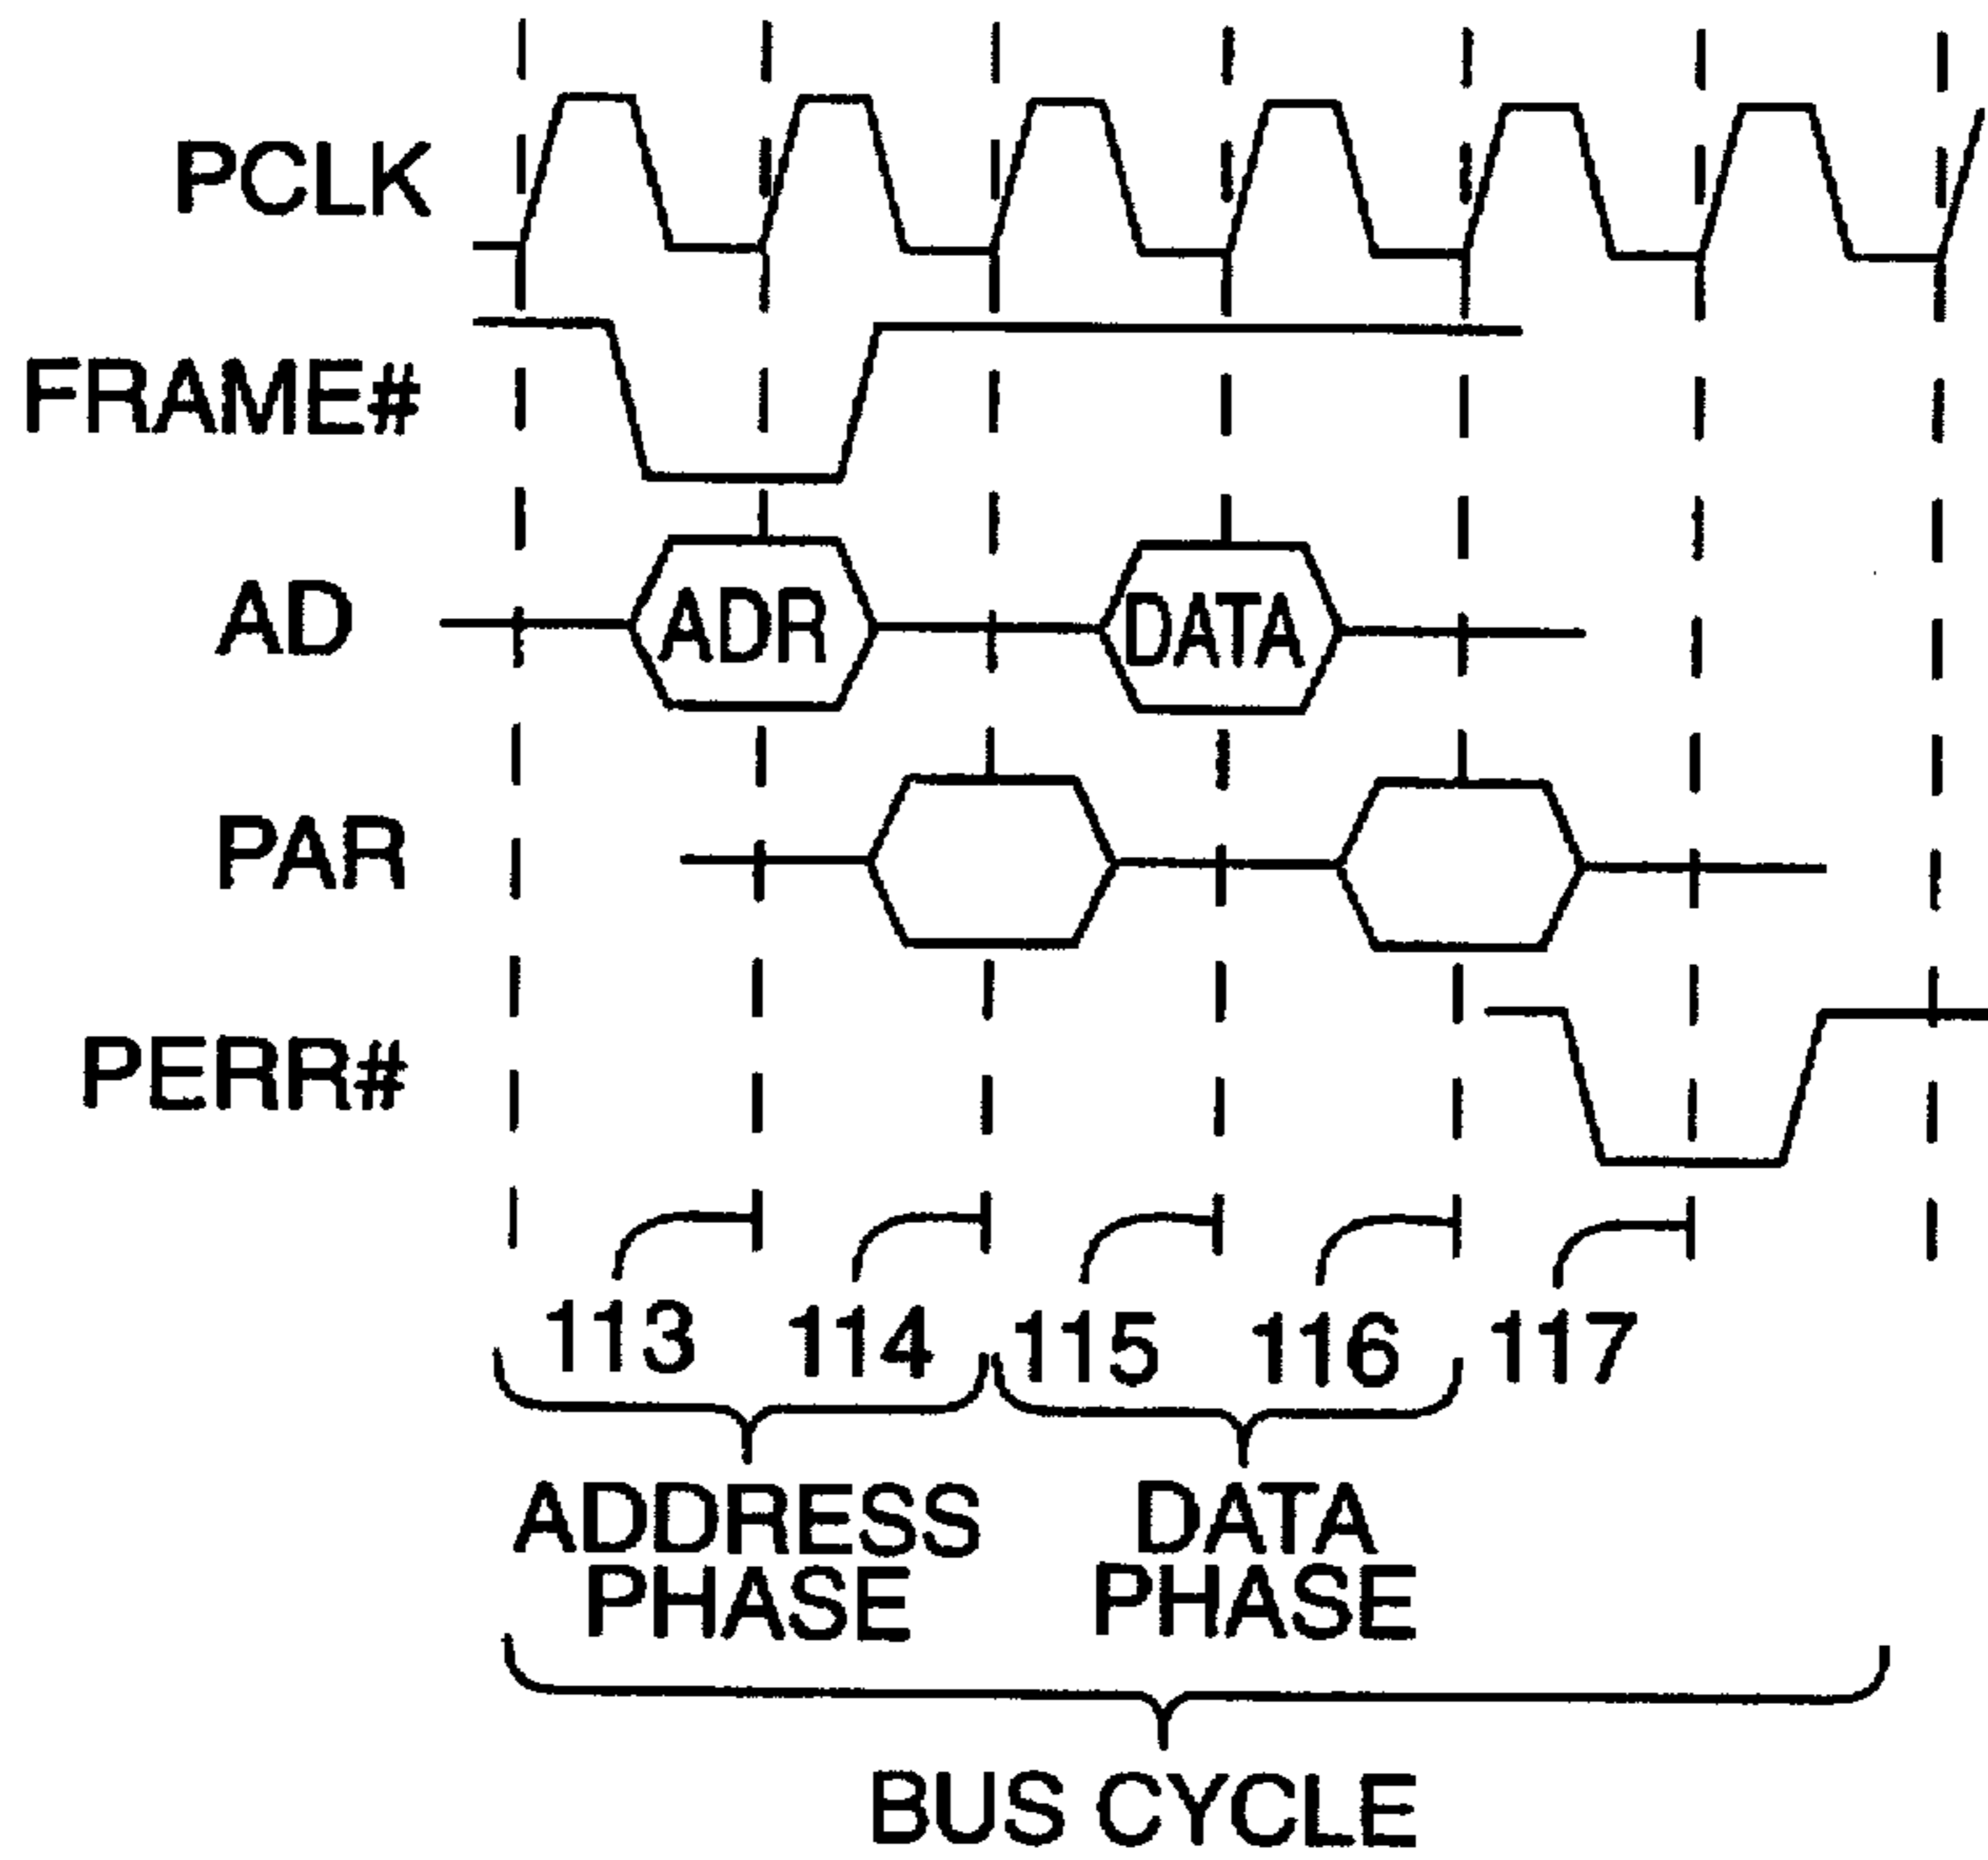 PCLK
FRAME#
AD
ADR
DATA
PAR
PERR#
113 114 115 116 117
ADDRESS PHASE
DATA PHASE
BUS CYCLE